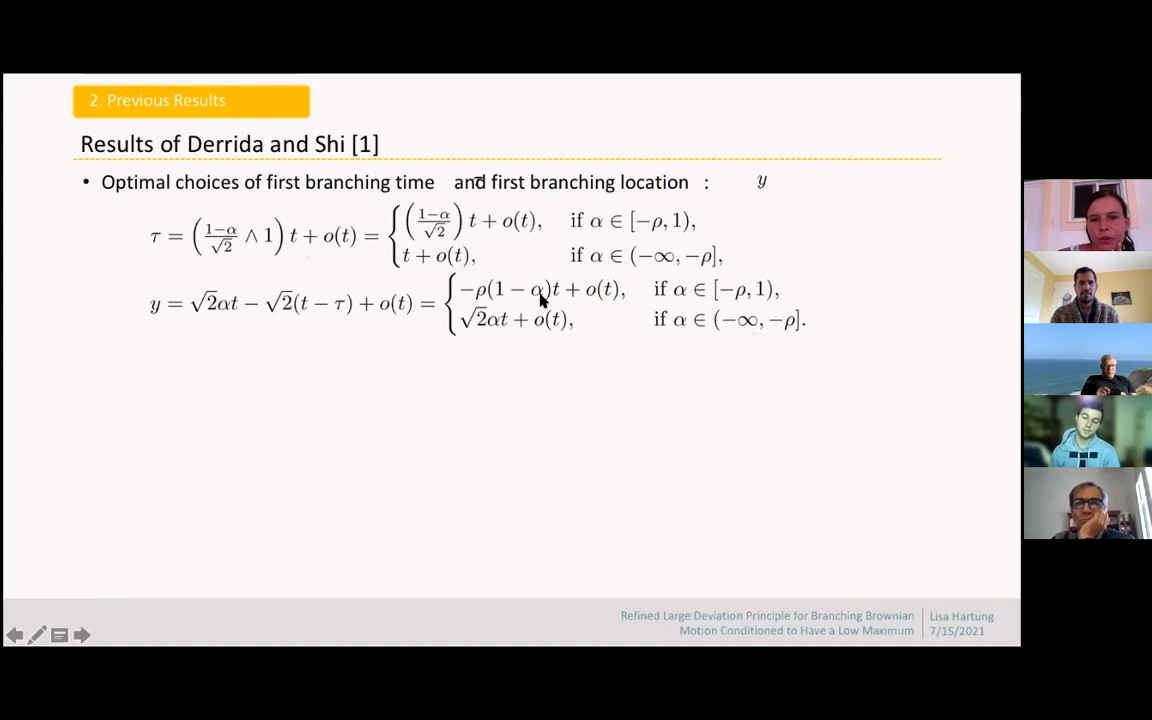 2. Previous Results
Results of Derrida and Shi [1]
• Optimal choices of first branching time τ and first branching location : y
τ = (\frac{1−α}{√2} ∧ 1) t + o(t) = { (\frac{1−α}{√2}) t + o(t), if α ∈ [−ρ, 1),
t + o(t), if α ∈ (−∞, −ρ],
y = √2αt − √2(t − τ) + o(t) = { −ρ(1 − α)t + o(t), if α ∈ [−ρ, 1),
√2αt + o(t), if α ∈ (−∞, −ρ].
Refined Large Deviation Principle for Branching Brownian
Motion Conditioned to Have a Low Maximum
Lisa Hartung
7/15/2021